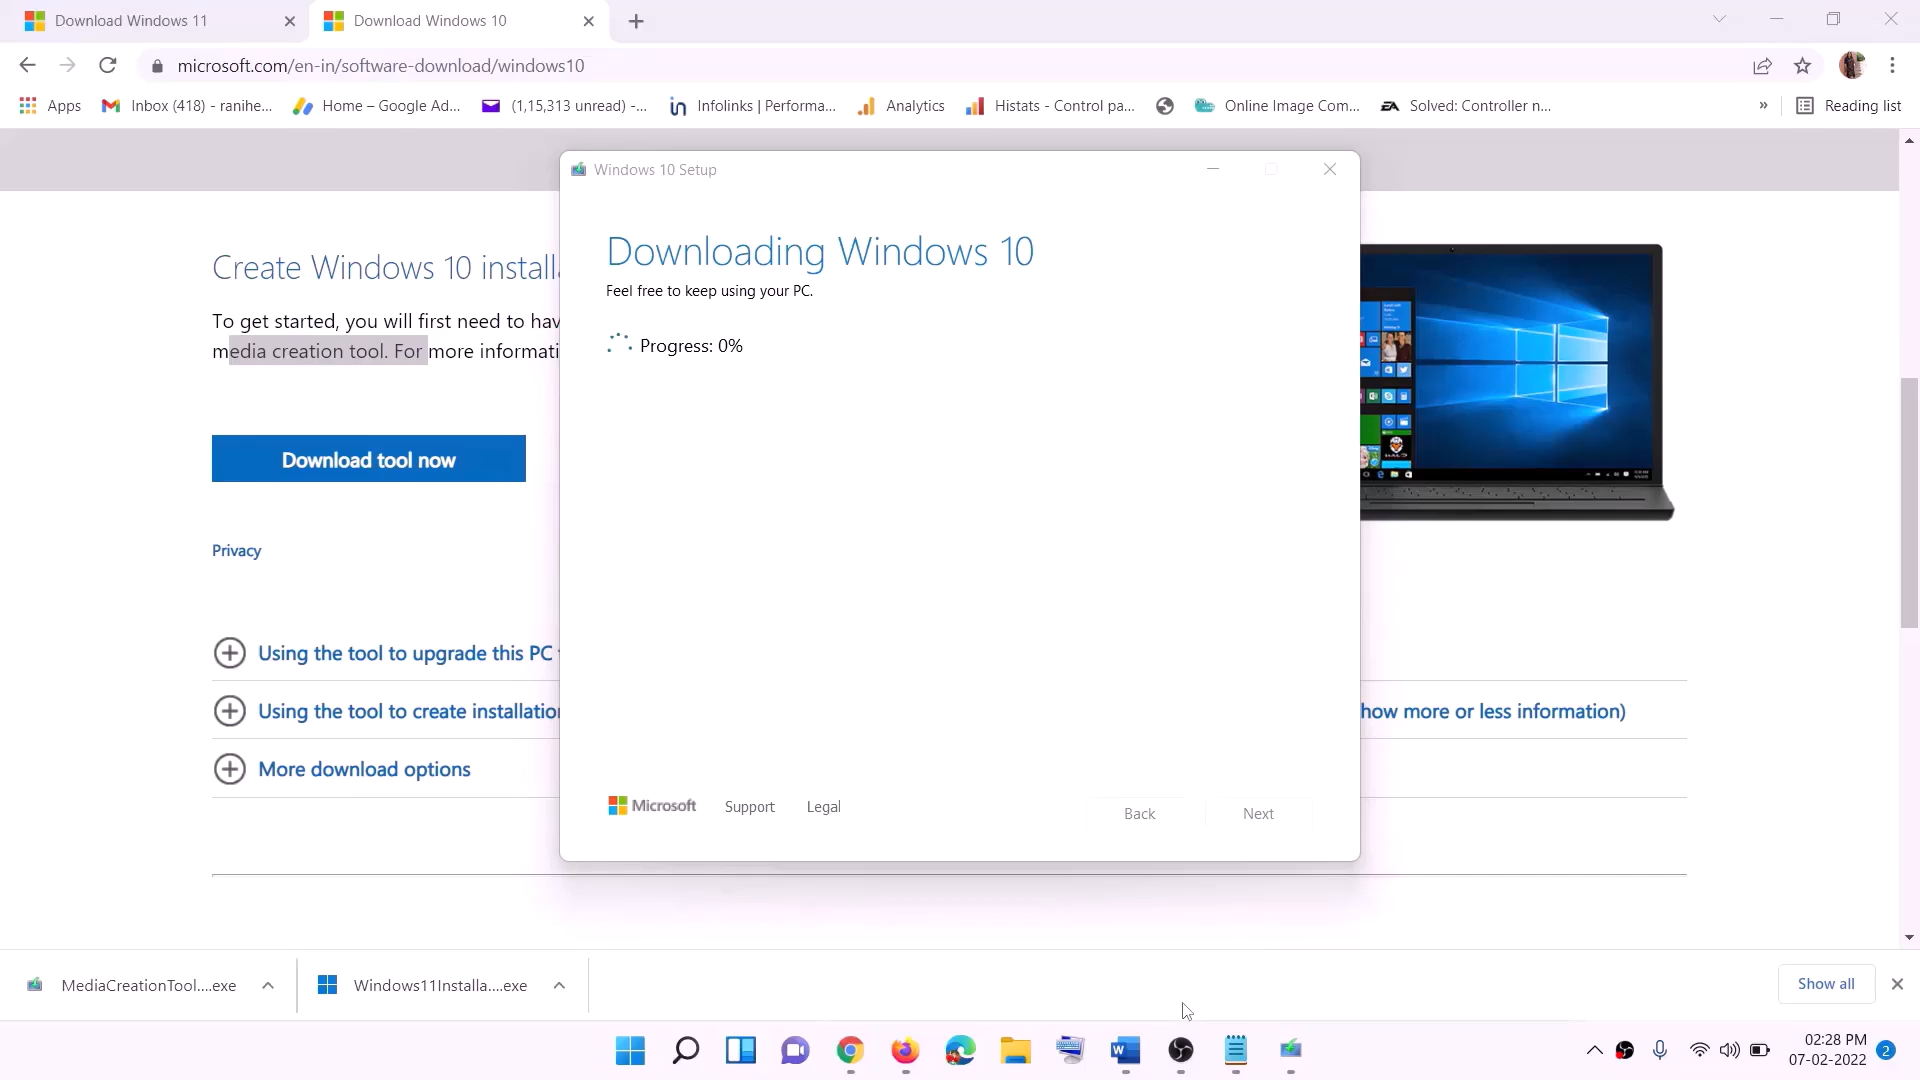 Download Windows 11
Download Windows 10
microsoft.com/en-in/software-download/windows10
Apps
Inbox (418) - ranihe...
Home – Google Ad...
(1,15,313 unread) -...
Infolinks | Performa...
Analytics
Histats - Control pa...
Online Image Com...
Solved: Controller n...
»
Reading list
Windows 10 Setup
Downloading Windows 10
Feel free to keep using your PC.
Progress: 0%
Create Windows 10 install
To get started, you will first need to hav
media creation tool. For more informati
Download tool now
Privacy
Using the tool to upgrade this PC
Using the tool to create installation
how more or less information)
More download options
Microsoft
Support
Legal
Back
Next
MediaCreationTool....exe
Windows11Installa....exe
Show all
02:28 PM
07-02-2022
2